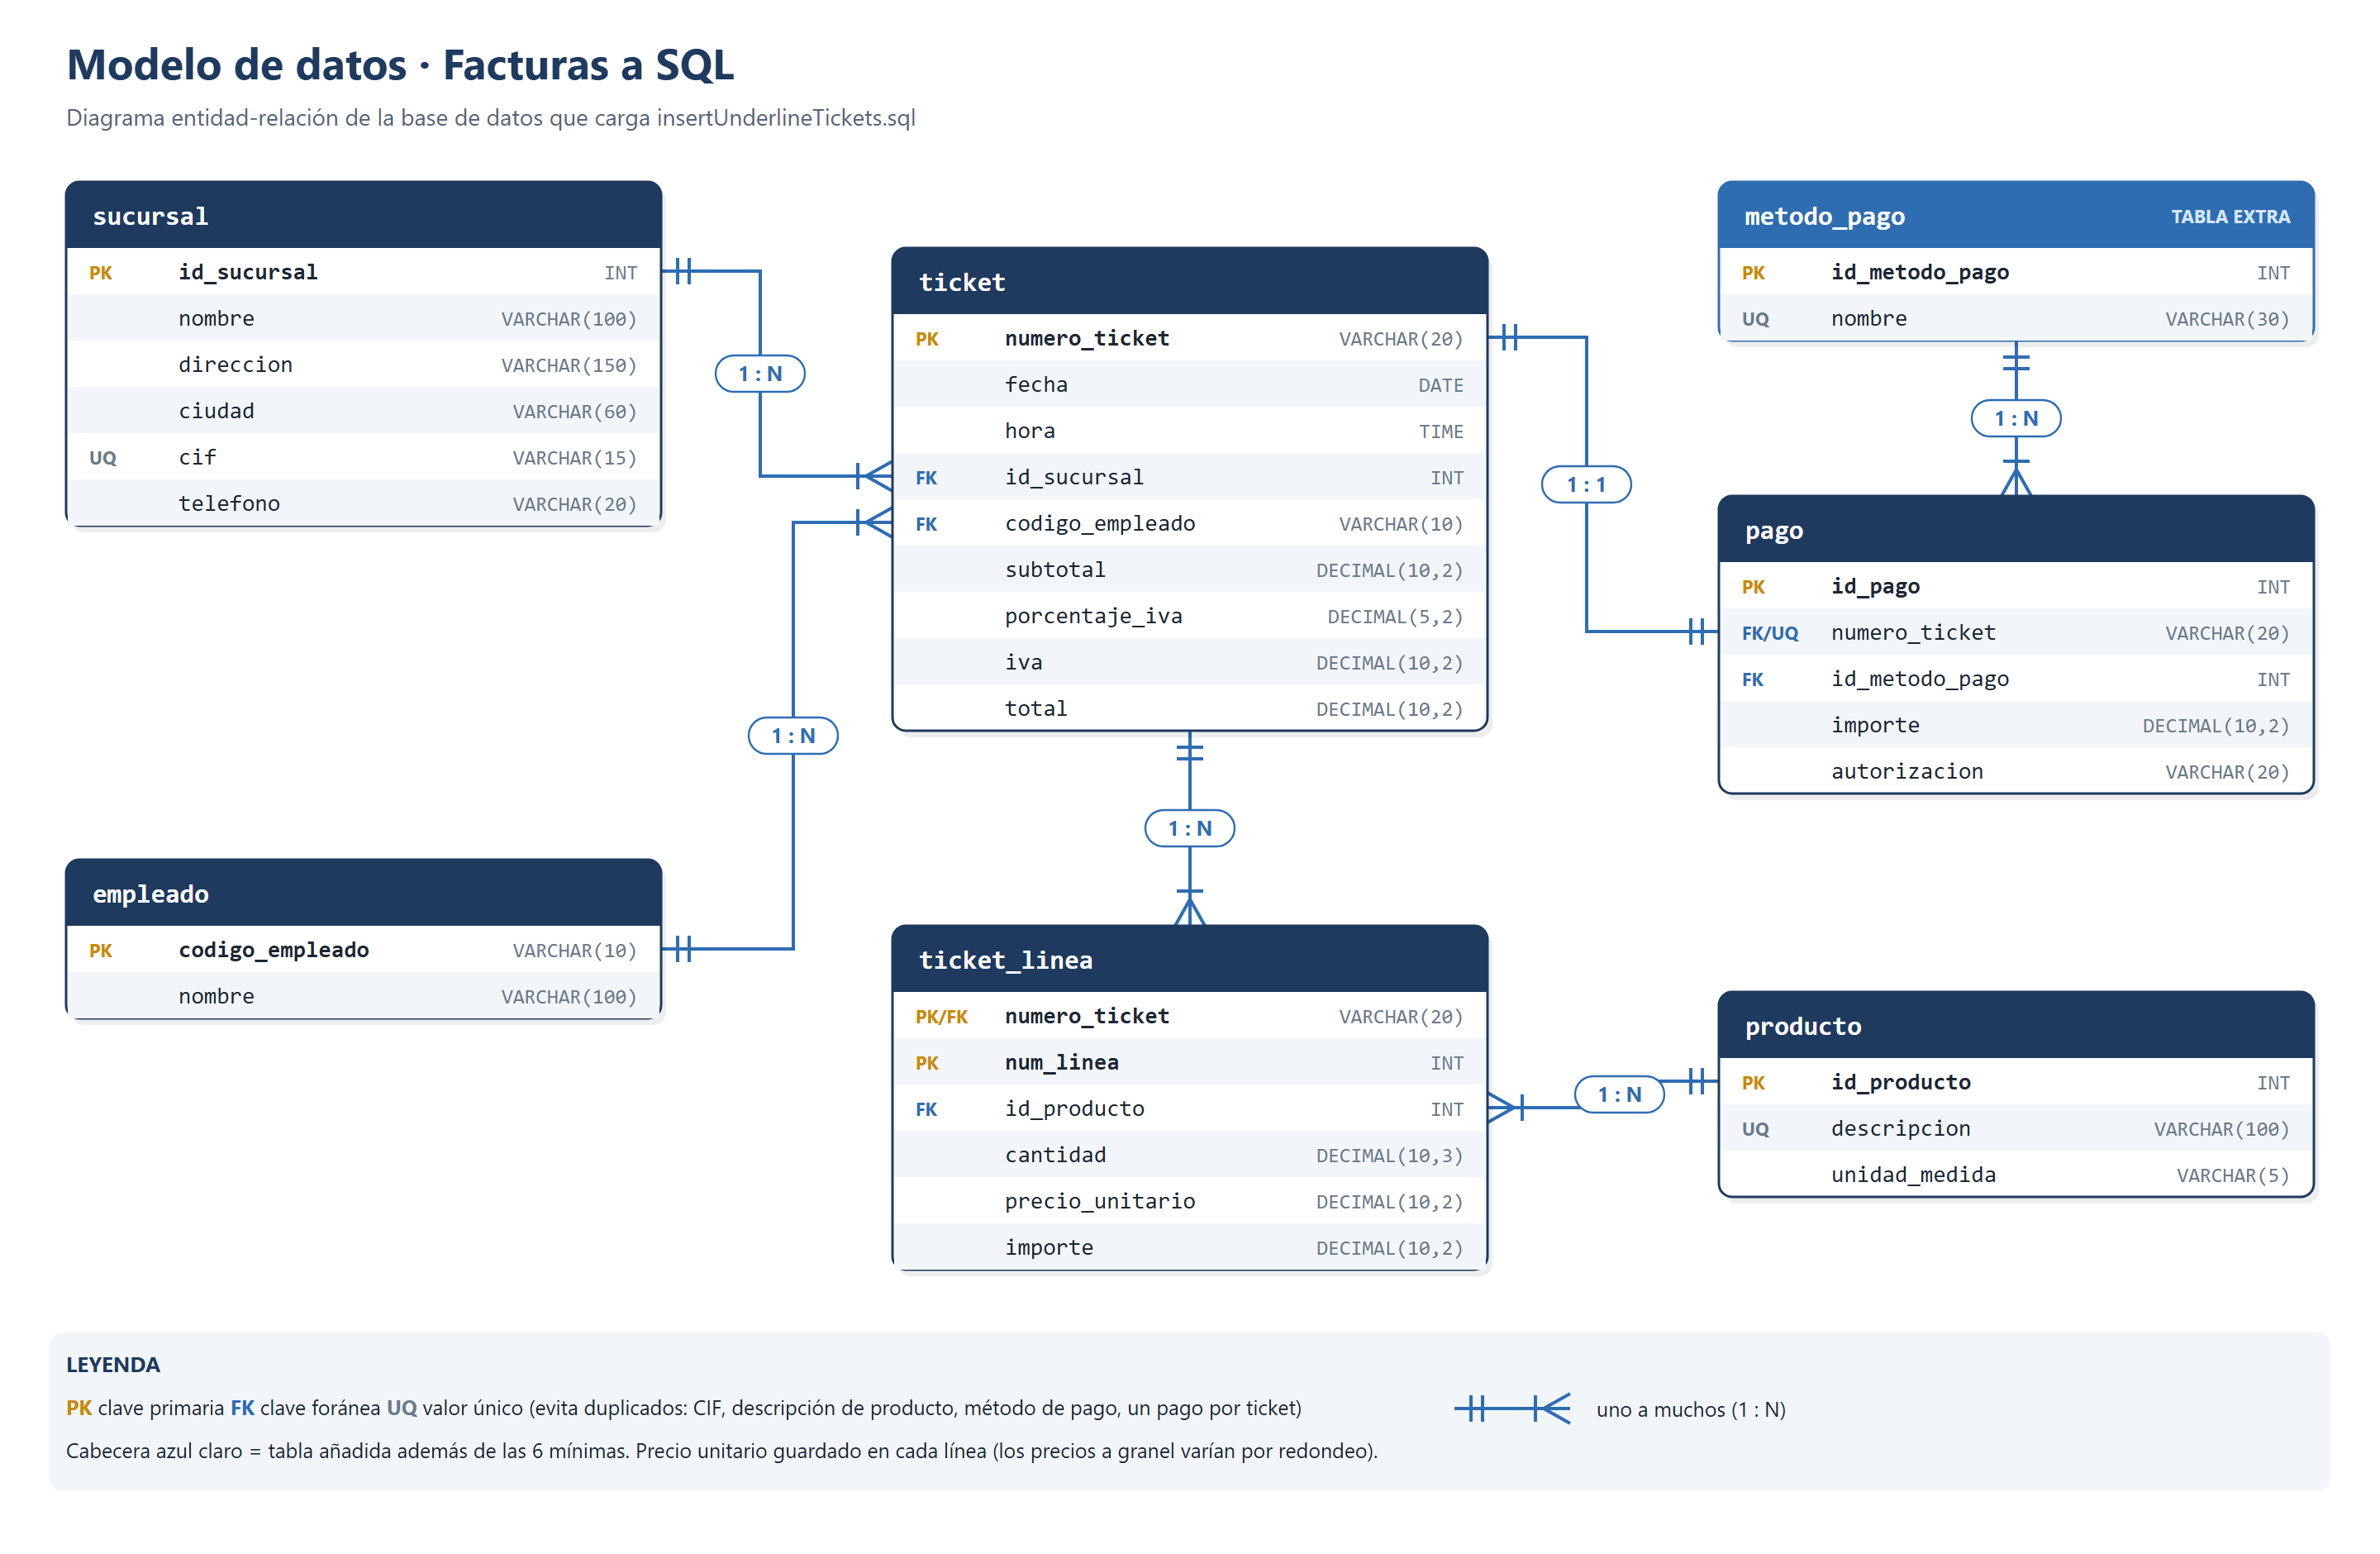 Modelo de datos · Facturas a SQL
Diagrama entidad-relación de la base de datos que carga insertUnderlineTickets.sql
sucursal
PK id_sucursal INT
nombre VARCHAR(100)
direccion VARCHAR(150)
ciudad VARCHAR(60)
UQ cif VARCHAR(15)
telefono VARCHAR(20)
1 : N
ticket
PK numero_ticket VARCHAR(20)
fecha DATE
hora TIME
FK id_sucursal INT
FK codigo_empleado VARCHAR(10)
subtotal DECIMAL(10,2)
porcentaje_iva DECIMAL(5,2)
iva DECIMAL(10,2)
total DECIMAL(10,2)
1 : 1
metodo_pago TABLA EXTRA
PK id_metodo_pago INT
UQ nombre VARCHAR(30)
1 : N
pago
PK id_pago INT
FK/UQ numero_ticket VARCHAR(20)
FK id_metodo_pago INT
importe DECIMAL(10,2)
autorizacion VARCHAR(20)
1 : N
1 : N
empleado
PK codigo_empleado VARCHAR(10)
nombre VARCHAR(100)
ticket_linea
PK/FK numero_ticket VARCHAR(20)
PK num_linea INT
FK id_producto INT
cantidad DECIMAL(10,3)
precio_unitario DECIMAL(10,2)
importe DECIMAL(10,2)
1 : N
producto
PK id_producto INT
UQ descripcion VARCHAR(100)
unidad_medida VARCHAR(5)
LEYENDA
PK clave primaria FK clave foránea UQ valor único (evita duplicados: CIF, descripción de producto, método de pago, un pago por ticket)
uno a muchos (1 : N)
Cabecera azul claro = tabla añadida además de las 6 mínimas. Precio unitario guardado en cada línea (los precios a granel varían por redondeo).